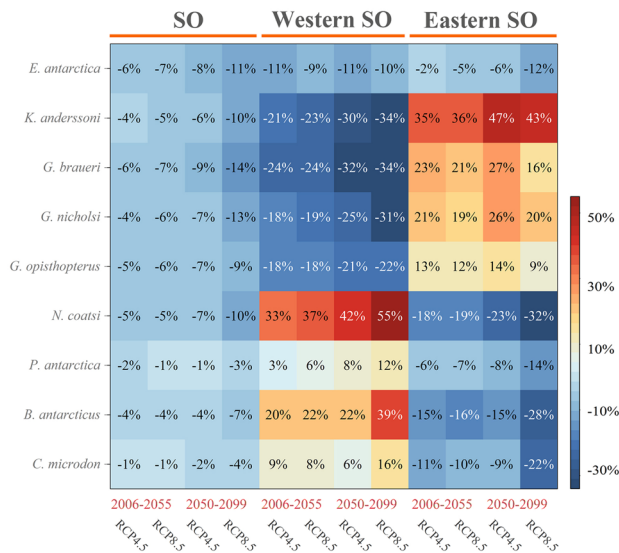 SO Western SO Eastern SO
E. antarctica -6% -7% -8% -11% -11% -9% -11% -10% -2% -5% -6% -12%
K. anderssoni -4% -5% -6% -10% -21% -23% -30% -34% 35% 36% 47% 43%
G. braueri -6% -7% -9% -14% -24% -24% -32% -34% 23% 21% 27% 16%
G. nicholsi -4% -6% -7% -13% -18% -19% -25% -31% 21% 19% 26% 20%
G. opisthopterus -5% -6% -7% -9% -18% -18% -21% -22% 13% 12% 14% 9%
N. coatsi -5% -5% -7% -10% 33% 37% 42% 55% -18% -19% -23% -32%
P. antarctica -2% -1% -1% -3% 3% 6% 8% 12% -6% -7% -8% -14%
B. antarcticus -4% -4% -4% -7% 20% 22% 22% 39% -15% -16% -15% -28%
C. microdon -1% -1% -2% -4% 9% 8% 6% 16% -11% -10% -9% -22%
2006-2055 2050-2099 2006-2055 2050-2099 2006-2055 2050-2099
RCP4.5 RCP8.5 RCP4.5 RCP8.5 RCP4.5 RCP8.5 RCP4.5 RCP8.5 RCP4.5 RCP8.5 RCP4.5 RCP8.5
50%
30%
10%
-10%
-30%